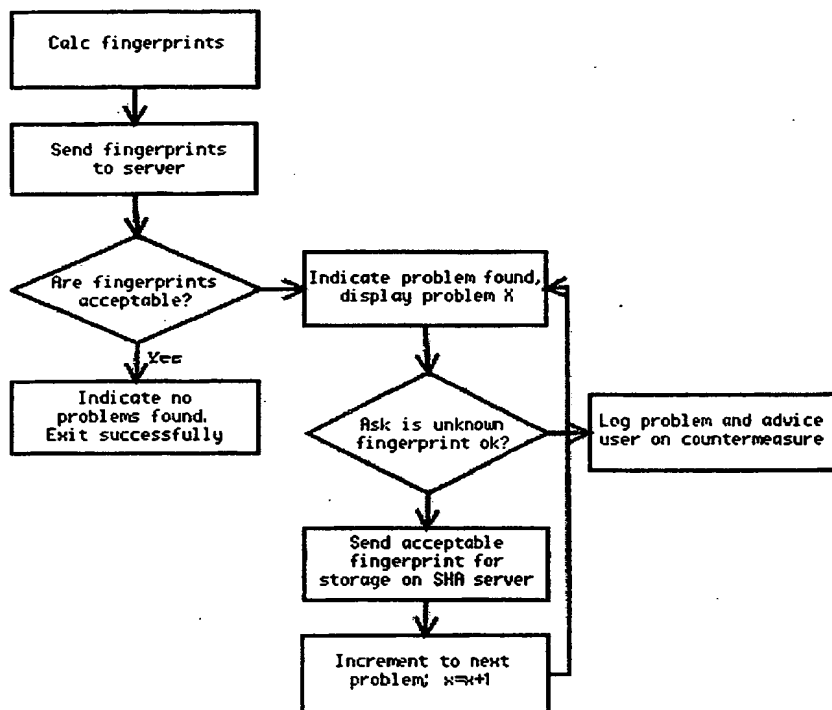 Calc fingerprints
Send fingerprints
to server
Are fingerprints
acceptable?
Yes
Indicate no
problems found.
Exit successfully
Indicate problem found,
display problem X
Ask is unknown
fingerprint ok?
Log problem and advice
user on countermeasure
Send acceptable
fingerprint for
storage on SHA server
Increment to next
problem; x=x+1